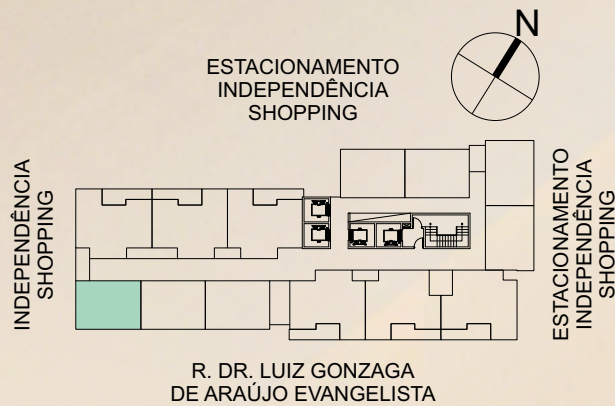 N
ESTACIONAMENTO
INDEPENDÊNCIA
SHOPPING
INDEPENDÊNCIA
SHOPPING
ESTACIONAMENTO
INDEPENDÊNCIA
SHOPPING
R. DR. LUIZ GONZAGA
DE ARAÚJO EVANGELISTA